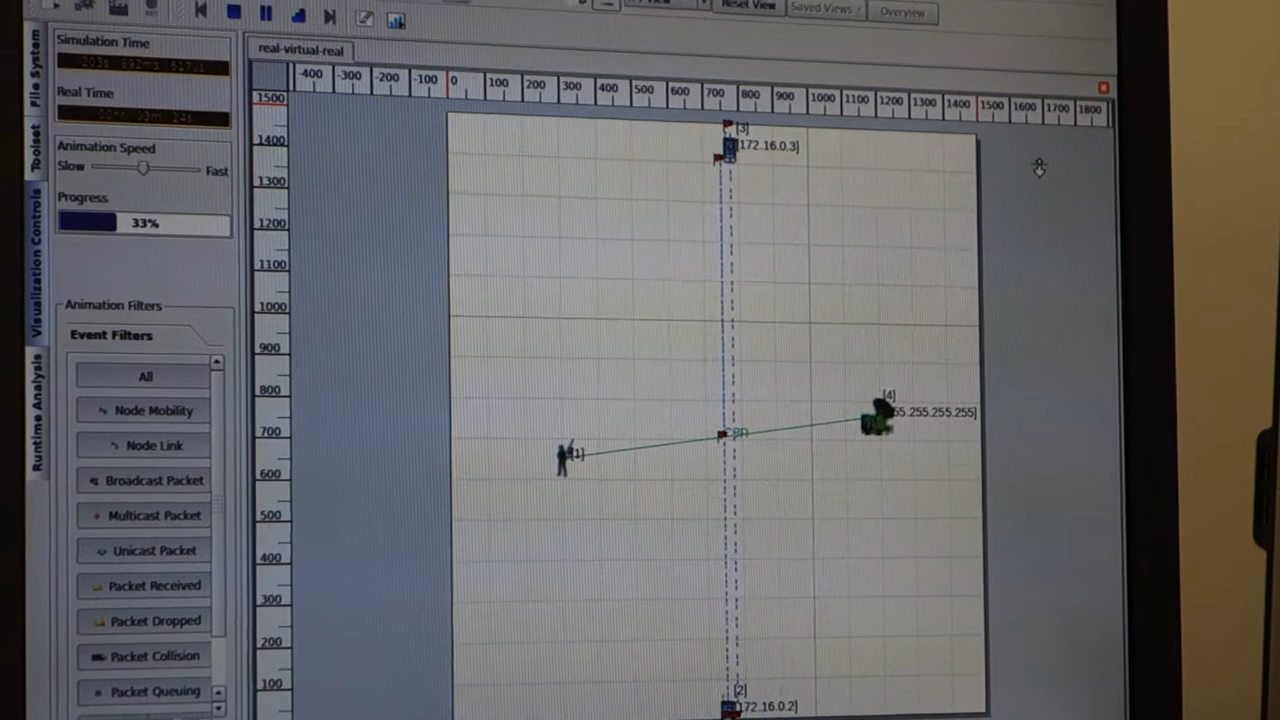 Reset View
Saved Views
Overview
File System
Toolset
Visualization Controls
Runtime Analysis
Simulation Time
203s 892ms 617us
Real Time
Animation Speed
Slow
Fast
Progress
33%
Animation Filters
Event Filters
All
Node Mobility
Node Link
Broadcast Packet
Multicast Packet
Unicast Packet
Packet Received
Packet Dropped
Packet Collision
Packet Queuing
real-virtual-real
-400 -300 -200 -100 0 100 200 300 400 500 600 700 800 900 1000 1100 1200 1300 1400 1500 1600 1700 1800
1500
1400
1300
1200
1100
1000
900
800
700
600
500
400
300
200
100
[3]
[172.16.0.3]
[4]
55.255.255.255]
CBR
[1]
[2]
[172.16.0.2]